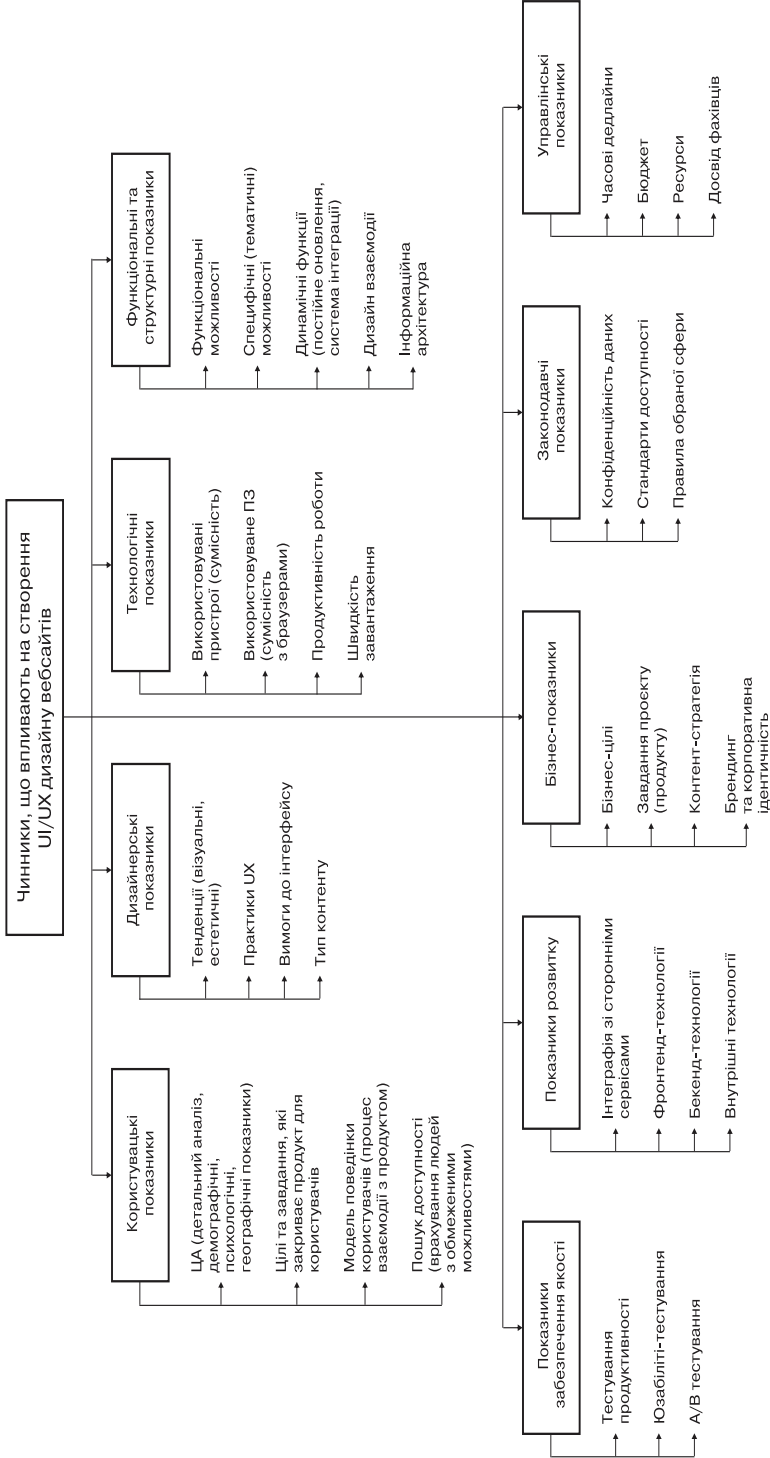 Чинники, що впливають на створення
UI/UX дизайну вебсайтів
Користувацькі
показники
ЦА (детальний аналіз,
демографічні,
психологічні,
географічні показники)
Цілі та завдання, які
закриває продукт для
користувачів
Модель поведінки
користувачів (процес
взаємодії з продуктом)
Пошук доступності
(врахування людей
з обмеженими
можливостями)
Дизайнерські
показники
Тенденції (візуальні,
естетичні)
Практики UX
Вимоги до інтерфейсу
Тип контенту
Технологічні
показники
Використовувані
пристрої (сумісність)
Використовуване ПЗ
(сумісність
з браузерами)
Продуктивність роботи
Швидкість
завантаження
Функціональні та
структурні показники
Функціональні
можливості
Специфічні (тематичні)
можливості
Динамічні функції
(постійне оновлення,
система інтеграції)
Дизайн взаємодії
Інформаційна
архітектура
Показники
забезпечення якості
Тестування
продуктивності
Юзабіліті-тестування
А/В тестування
Показники розвитку
Інтеграфія зі сторонніми
сервісами
Фронтенд-технології
Бекенд-технології
Внутрішні технології
Бізнес-показники
Бізнес-цілі
Завдання проєкту
(продукту)
Контент-стратегія
Брендинг
та корпоративна
ідентичність
Законодавчі
показники
Конфіденційність даних
Стандарти доступності
Правила обраної сфери
Управлінські
показники
Часові дедлайни
Бюджет
Ресурси
Досвід фахівців